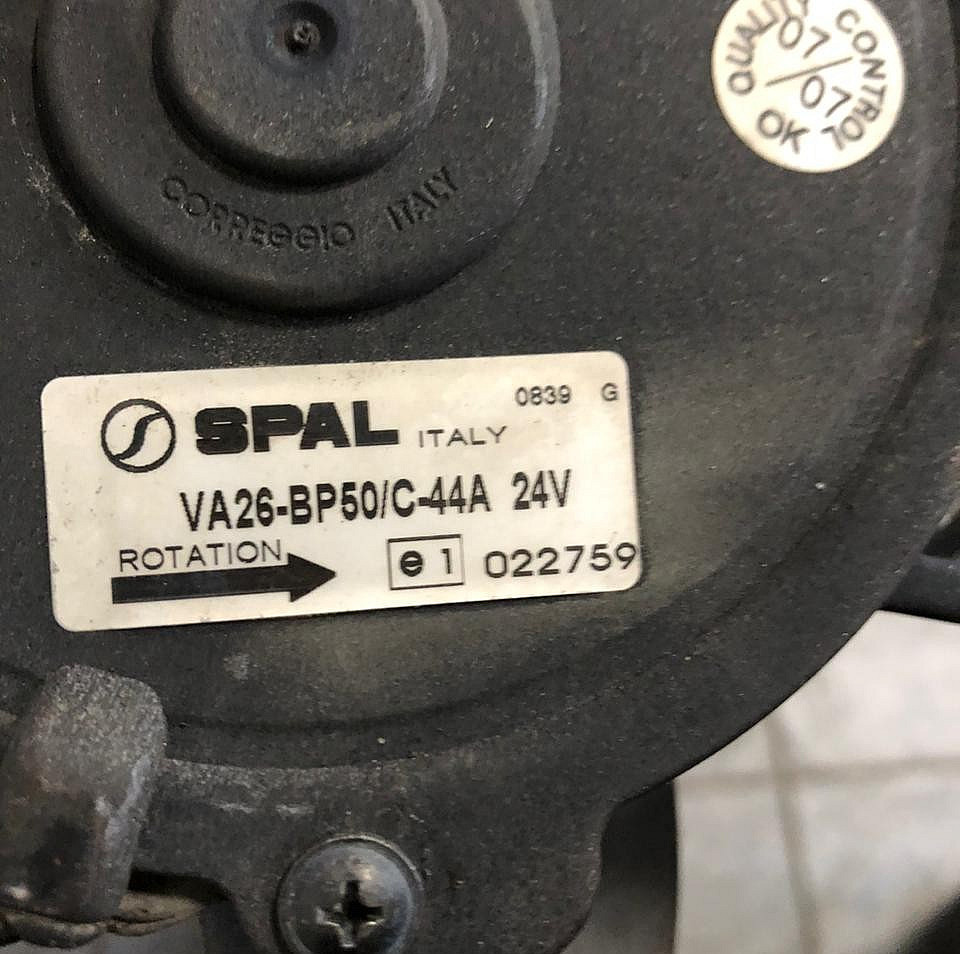 QUALITY CONTROL OK
07/07
CORREGGIO ITALY
0839 G
SPAL ITALY
VA26-BP50/C-44A 24V
ROTATION
e1 022759